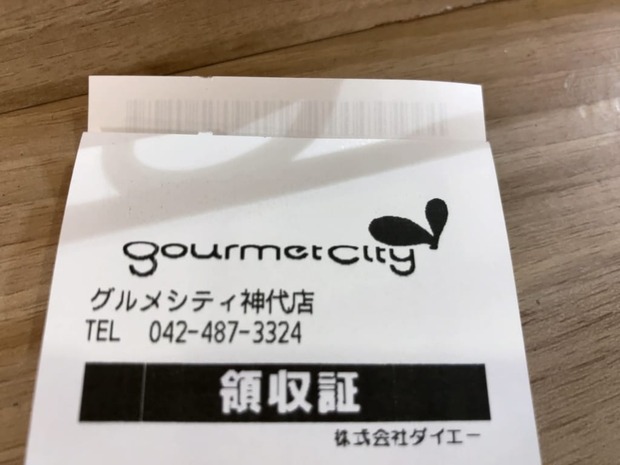 gourmet city
グルメシティ神代店
TEL 042-487-3324
領収証
株式会社ダイエー